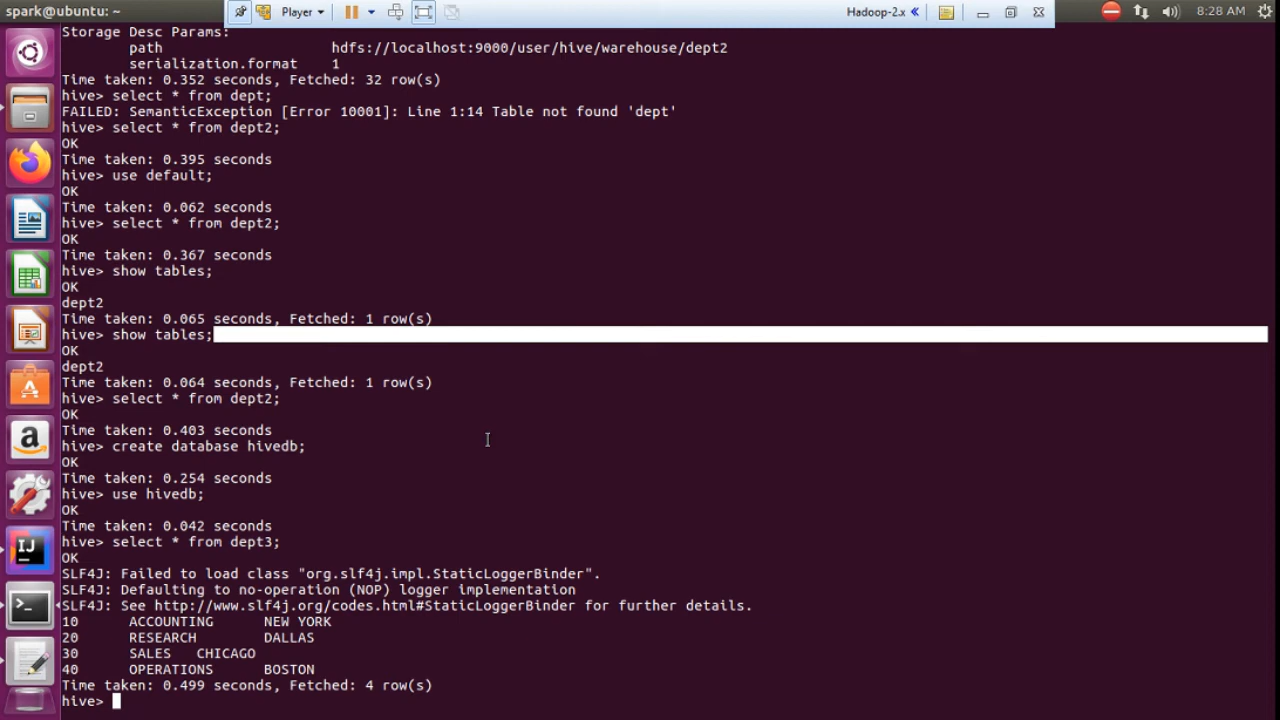 spark@ubuntu: ~
Player
Hadoop-2.x
8:28 AM
Storage Desc Params:
path hdfs://localhost:9000/user/hive/warehouse/dept2
serialization.format 1
Time taken: 0.352 seconds, Fetched: 32 row(s)
hive> select * from dept;
FAILED: SemanticException [Error 10001]: Line 1:14 Table not found 'dept'
hive> select * from dept2;
OK
Time taken: 0.395 seconds
hive> use default;
OK
Time taken: 0.062 seconds
hive> select * from dept2;
OK
Time taken: 0.367 seconds
hive> show tables;
OK
dept2
Time taken: 0.065 seconds, Fetched: 1 row(s)
hive> show tables;
OK
dept2
Time taken: 0.064 seconds, Fetched: 1 row(s)
hive> select * from dept2;
OK
Time taken: 0.403 seconds
hive> create database hivedb;
OK
Time taken: 0.254 seconds
hive> use hivedb;
OK
Time taken: 0.042 seconds
hive> select * from dept3;
OK
SLF4J: Failed to load class "org.slf4j.impl.StaticLoggerBinder".
SLF4J: Defaulting to no-operation (NOP) logger implementation
SLF4J: See http://www.slf4j.org/codes.html#StaticLoggerBinder for further details.
10 ACCOUNTING NEW YORK
20 RESEARCH DALLAS
30 SALES CHICAGO
40 OPERATIONS BOSTON
Time taken: 0.499 seconds, Fetched: 4 row(s)
hive>